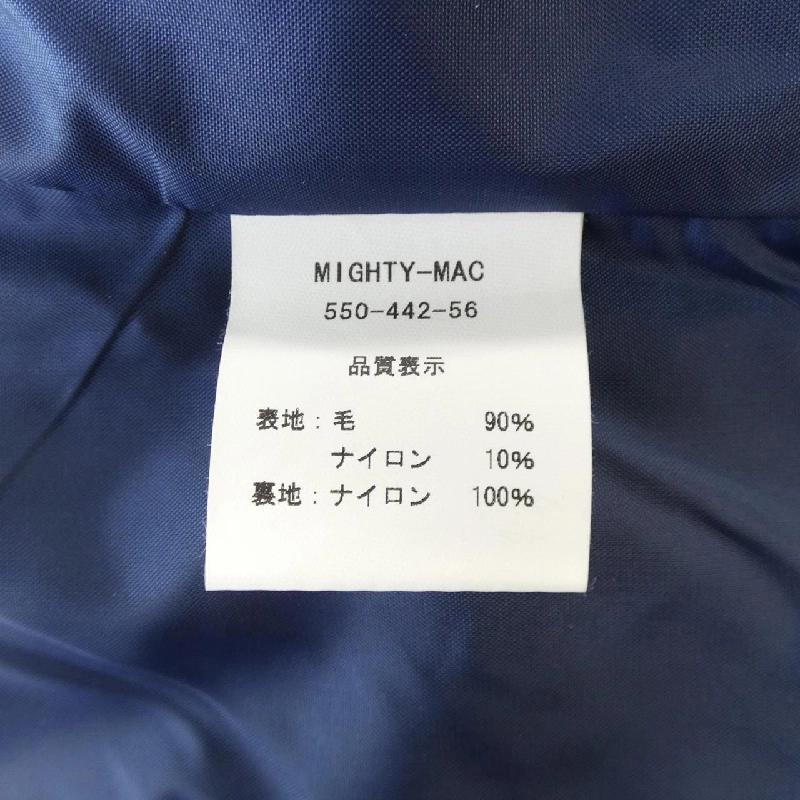 MIGHTY-MAC
550-442-56
品質表示
表地：毛 90%
ナイロン 10%
裏地：ナイロン 100%